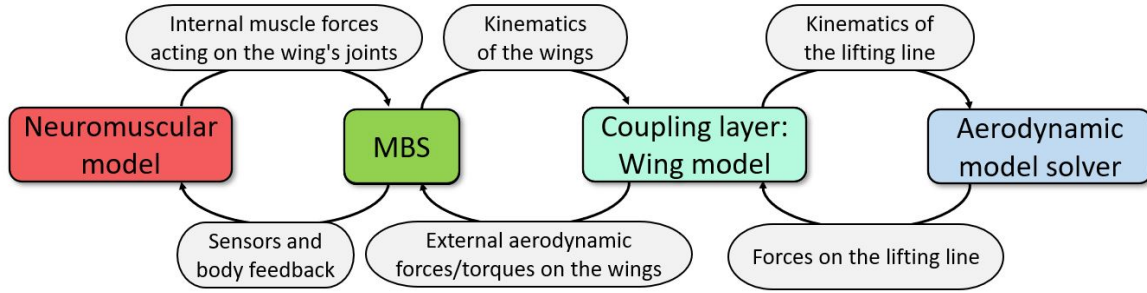 Internal muscle forces
acting on the wing's joints
Kinematics
of the wings
Kinematics of
the lifting line
Neuromuscular
model
MBS
Coupling layer:
Wing model
Aerodynamic
model solver
Sensors and
body feedback
External aerodynamic
forces/torques on the wings
Forces on the lifting line